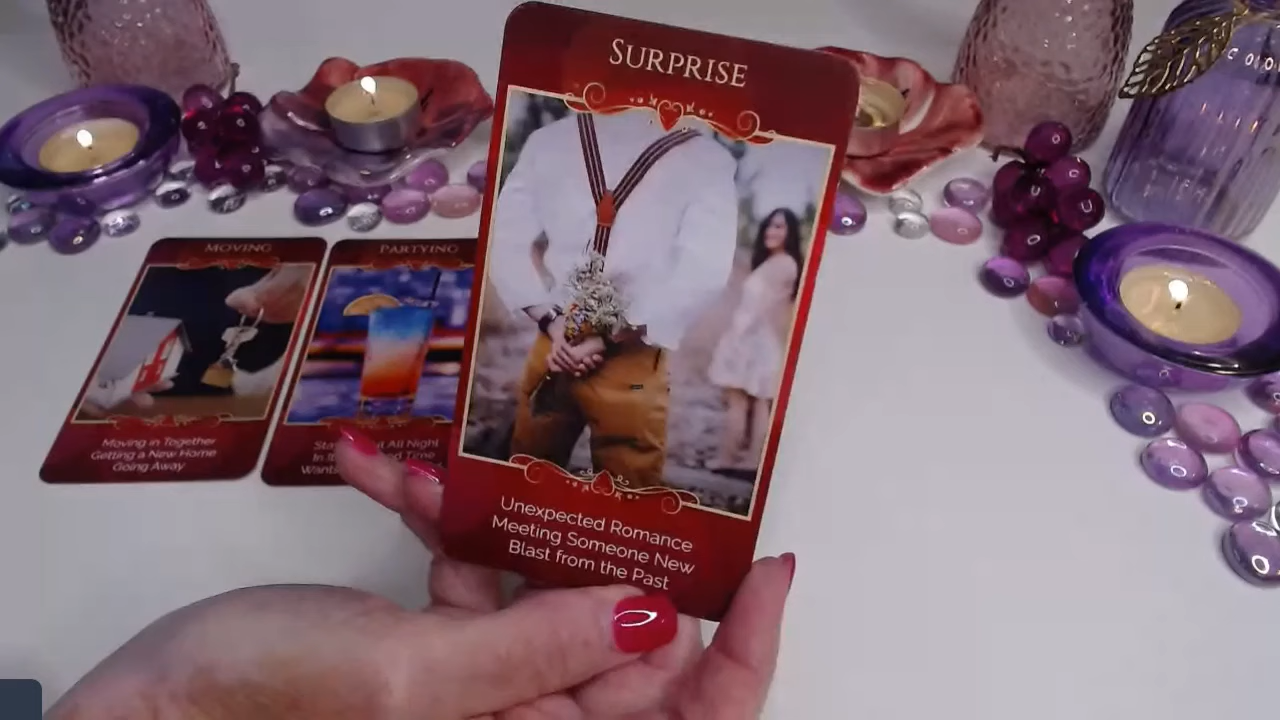 SURPRISE
MOVING
PARTYING
Moving in Together
Getting a New Home
Going Away
All Night
Time
Unexpected Romance
Meeting Someone New
Blast from the Past